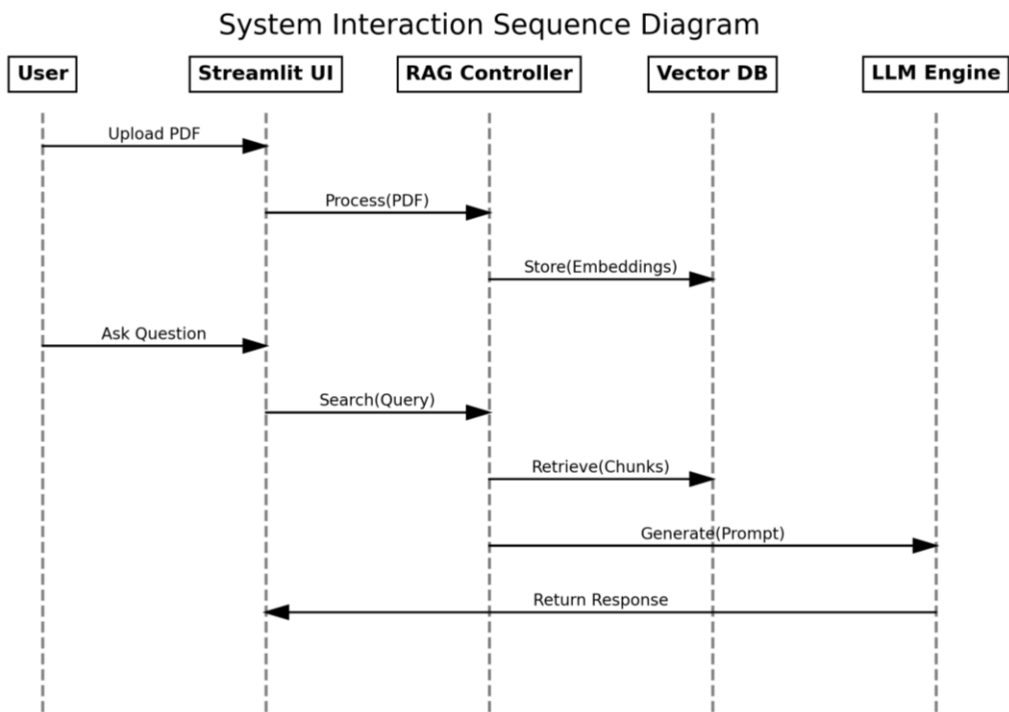 System Interaction Sequence Diagram
User Streamlit UI RAG Controller Vector DB LLM Engine
Upload PDF
Process(PDF)
Store(Embeddings)
Ask Question
Search(Query)
Retrieve(Chunks)
Generate(Prompt)
Return Response